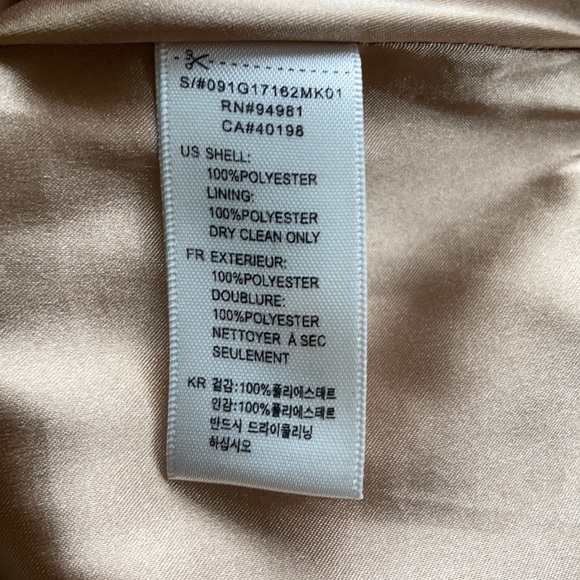 S/#091G17162MK01
RN#94981
CA#40198
US SHELL:
100%POLYESTER
LINING:
100%POLYESTER
DRY CLEAN ONLY
FR EXTERIEUR:
100%POLYESTER
DOUBLURE:
100%POLYESTER
NETTOYER À SEC
SEULEMENT
KR 겉감:100%폴리에스테르
인감:100%폴리에스테르
반드시 드라이클리닝
하십시오